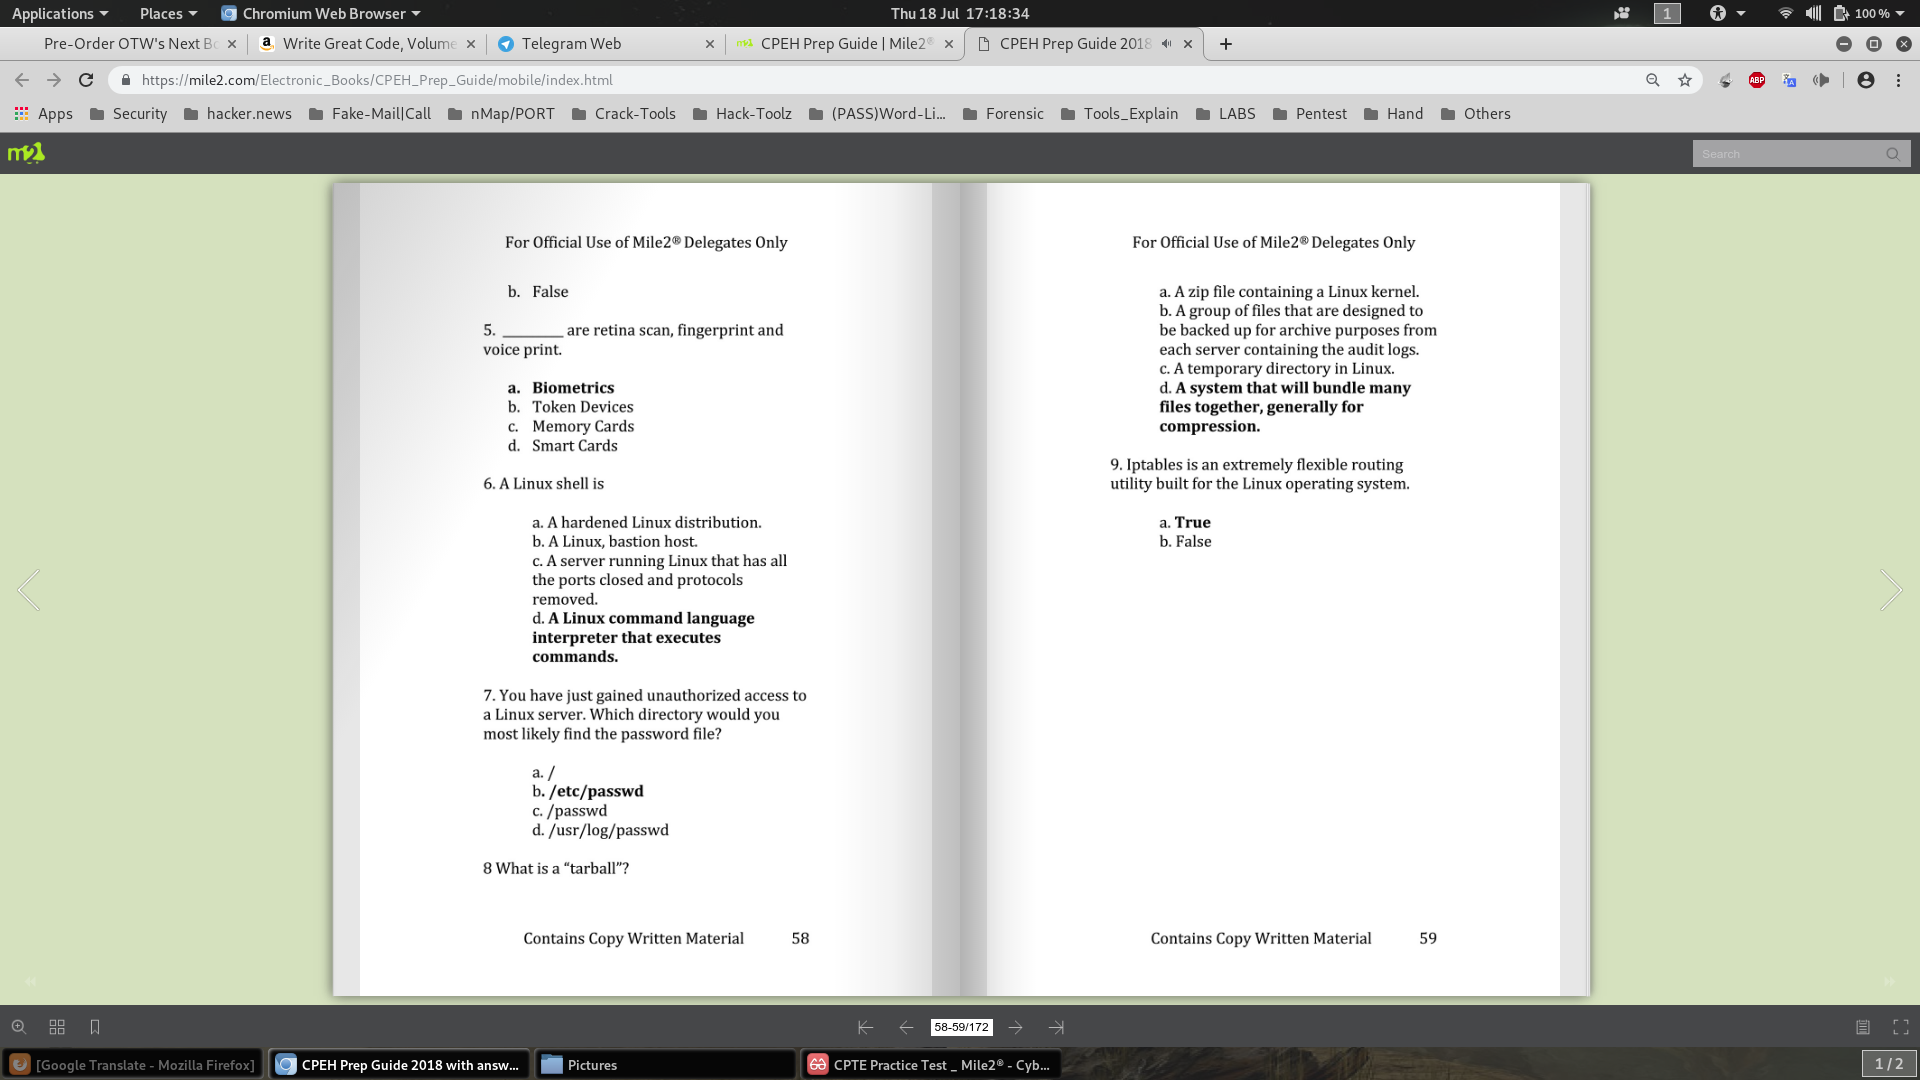 Applications
Places
Chromium Web Browser
Thu 18 Jul 17:18:34
1
100 %
Pre-Order OTW's Next Bo
Write Great Code, Volume
Telegram Web
CPEH Prep Guide | Mile2®
CPEH Prep Guide 2018
https://mile2.com/Electronic_Books/CPEH_Prep_Guide/mobile/index.html
ABP
Apps
Security
hacker.news
Fake-Mail|Call
nMap/PORT
Crack-Tools
Hack-Toolz
(PASS)Word-Li...
Forensic
Tools_Explain
LABS
Pentest
Hand
Others
m2
Search
For Official Use of Mile2® Delegates Only
b. False
5. ________ are retina scan, fingerprint and
voice print.
a. Biometrics
b. Token Devices
c. Memory Cards
d. Smart Cards
6. A Linux shell is
a. A hardened Linux distribution.
b. A Linux, bastion host.
c. A server running Linux that has all
the ports closed and protocols
removed.
d. A Linux command language
interpreter that executes
commands.
7. You have just gained unauthorized access to
a Linux server. Which directory would you
most likely find the password file?
a. /
b. /etc/passwd
c. /passwd
d. /usr/log/passwd
8 What is a “tarball”?
Contains Copy Written Material 58
For Official Use of Mile2® Delegates Only
a. A zip file containing a Linux kernel.
b. A group of files that are designed to
be backed up for archive purposes from
each server containing the audit logs.
c. A temporary directory in Linux.
d. A system that will bundle many
files together, generally for
compression.
9. Iptables is an extremely flexible routing
utility built for the Linux operating system.
a. True
b. False
Contains Copy Written Material 59
58-59/172
[Google Translate - Mozilla Firefox]
CPEH Prep Guide 2018 with answ...
Pictures
CPTE Practice Test _ Mile2® - Cyb...
1 / 2